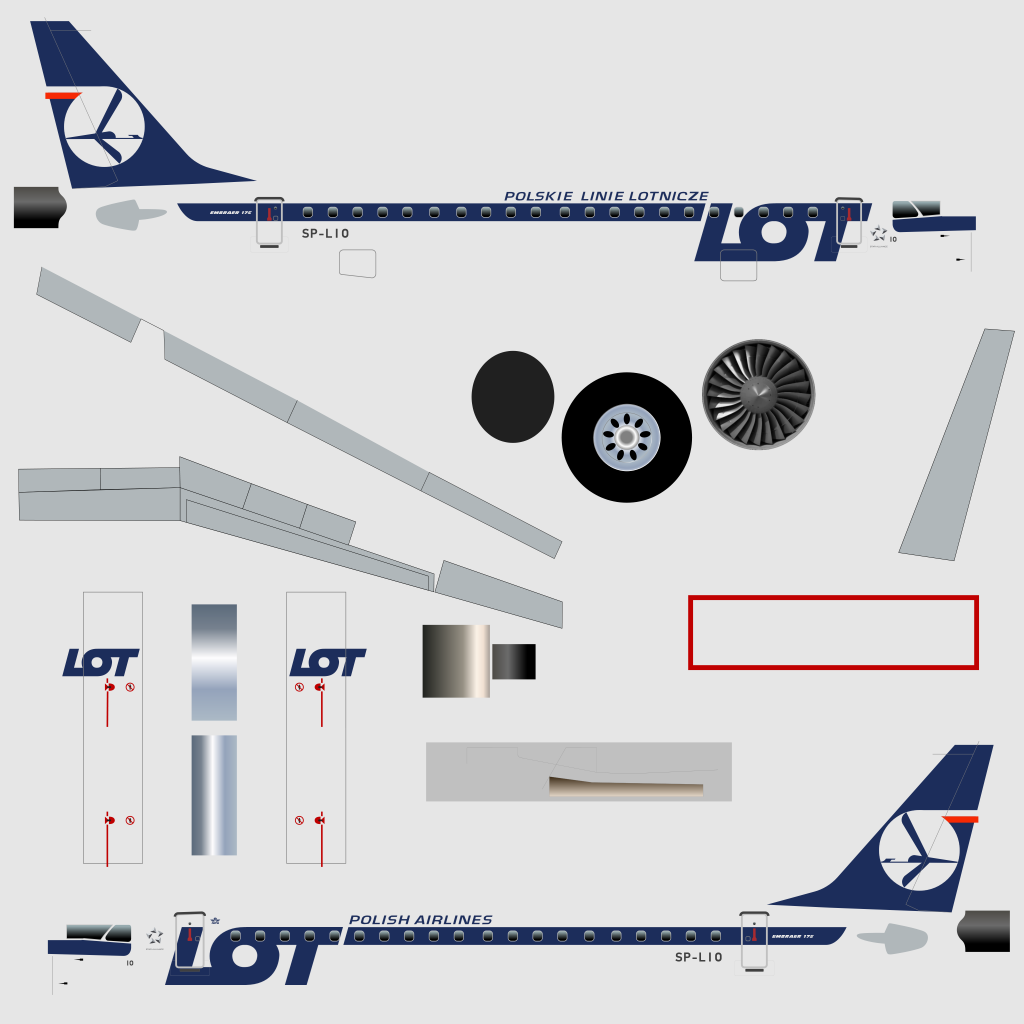 POLSKIE LINIE LOTNICZE
EMBRAER 175
SP-LIO
LOT
IO
LOT
LOT
POLISH AIRLINES
LOT
EMBRAER 175
SP-LIO
IO